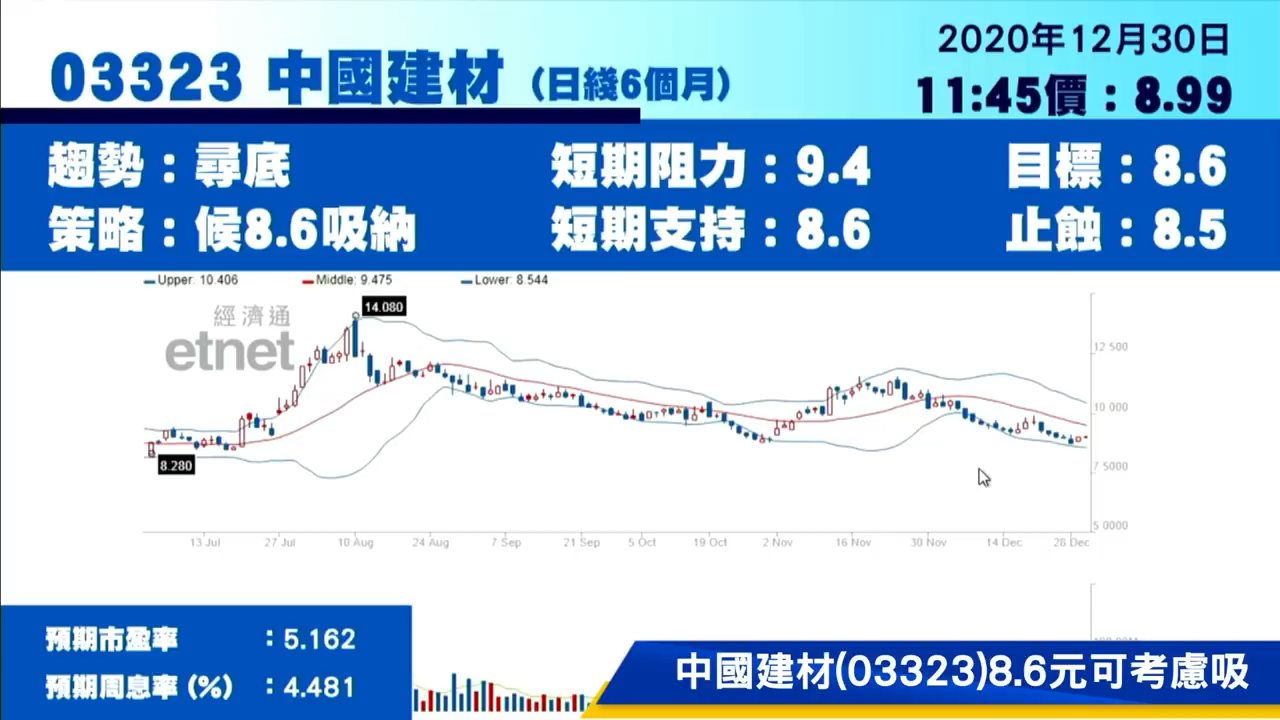 03323 中國建材 (日綫6個月)
2020年12月30日
11:45價：8.99
趨勢：尋底
短期阻力：9.4
目標：8.6
策略：候8.6吸納
短期支持：8.6
止蝕：8.5
Upper: 10.406 Middle: 9.475 Lower: 8.544
經濟通
etnet
14.080
8.280
12 500
10 000
7 5000
5 0000
13 Jul 27 Jul 10 Aug 24 Aug 7 Sep 21 Sep 5 Oct 19 Oct 2 Nov 16 Nov 30 Nov 14 Dec 28 Dec
預期市盈率 ：5.162
預期周息率 (%) ：4.481
中國建材(03323)8.6元可考慮吸